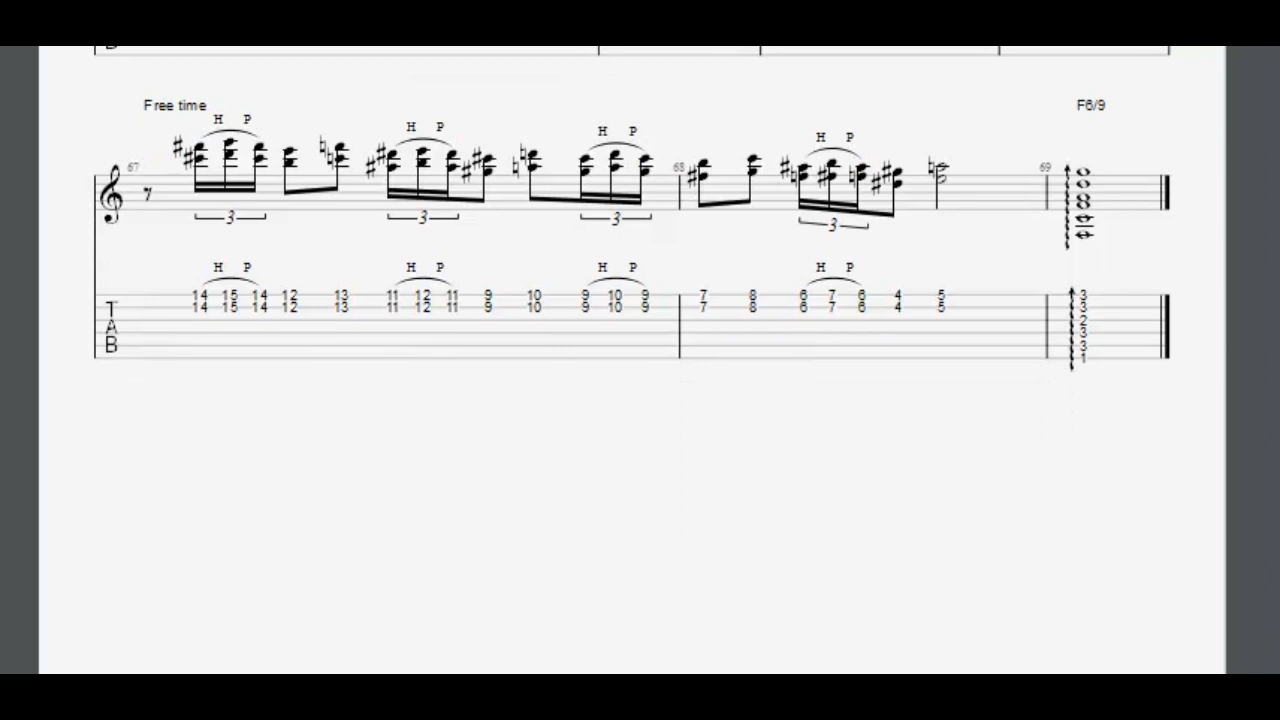 Free time F6/9
H P H P H P H P
67 68 69
3 3 3 3
H P H P H P H P
14 15 14 12 13 11 12 11 9 10 9 10 9 7 8 6 7 6 4 5 3
T 14 15 14 12 13 11 12 11 9 10 9 10 9 7 8 6 7 6 4 5 3
2
A 3
B 3
1